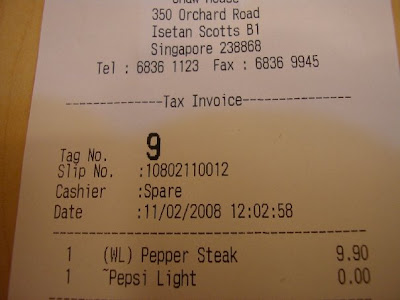 Shaw House
350 Orchard Road
Isetan Scotts B1
Singapore 238868
Tel : 6836 1123 Fax : 6836 9945
--------------Tax Invoice--------------
Tag No. 9
Slip No. :10802110012
Cashier :Spare
Date :11/02/2008 12:02:58
1 (WL) Pepper Steak 9.90
1 ~Pepsi Light 0.00